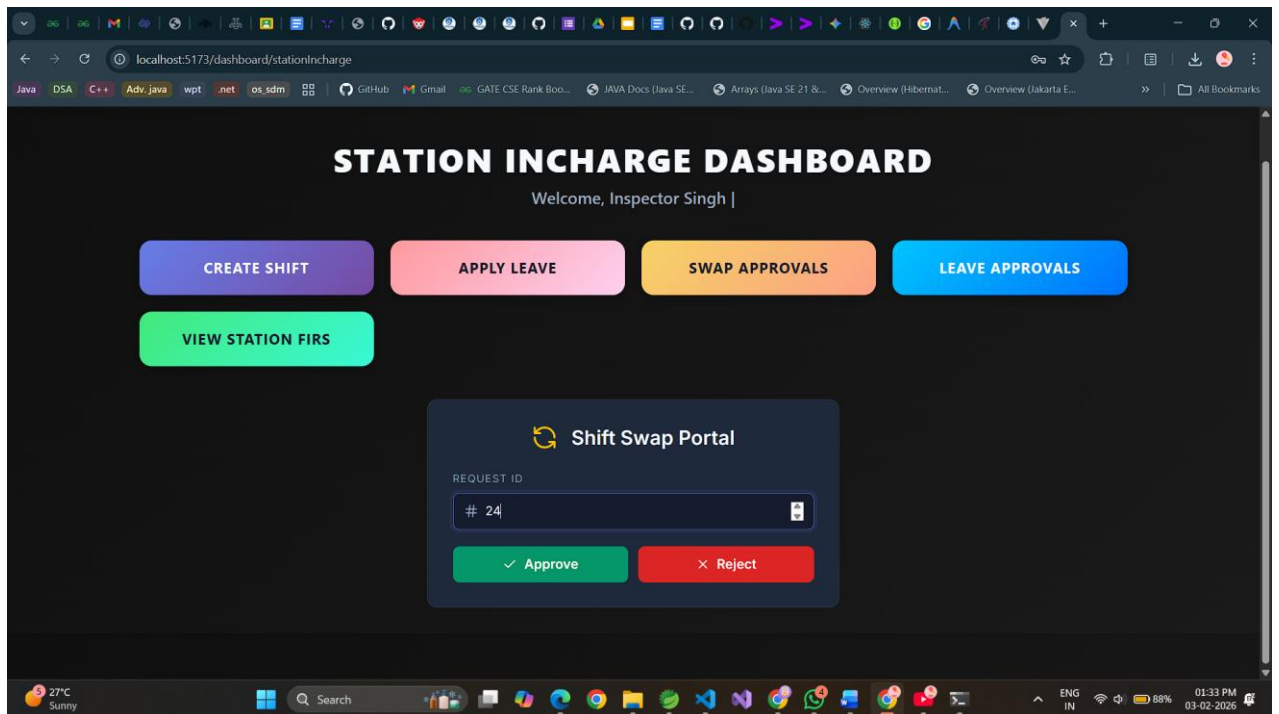 localhost:5173/dashboard/stationIncharge
Java DSA C++ Adv. java wpt .net os_sdm GitHub Gmail GATE CSE Rank Boo... JAVA Docs (Java SE... Arrays (Java SE 21 &... Overview (Hibernat... Overview (Jakarta E... » All Bookmarks
STATION INCHARGE DASHBOARD
Welcome, Inspector Singh |
CREATE SHIFT APPLY LEAVE SWAP APPROVALS LEAVE APPROVALS
VIEW STATION FIRS
Shift Swap Portal
REQUEST ID
# 24
Approve Reject
5 27°C ENG 01:33 PM
Sunny Search IN 88% 03-02-2026